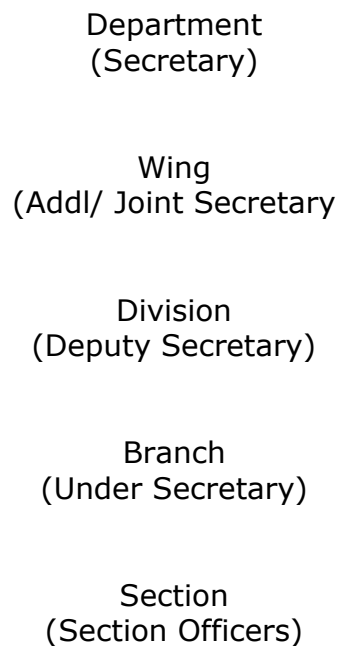 Department
(Secretary)
Wing
(Addl/ Joint Secretary
Division
(Deputy Secretary)
Branch
(Under Secretary)
Section
(Section Officers)